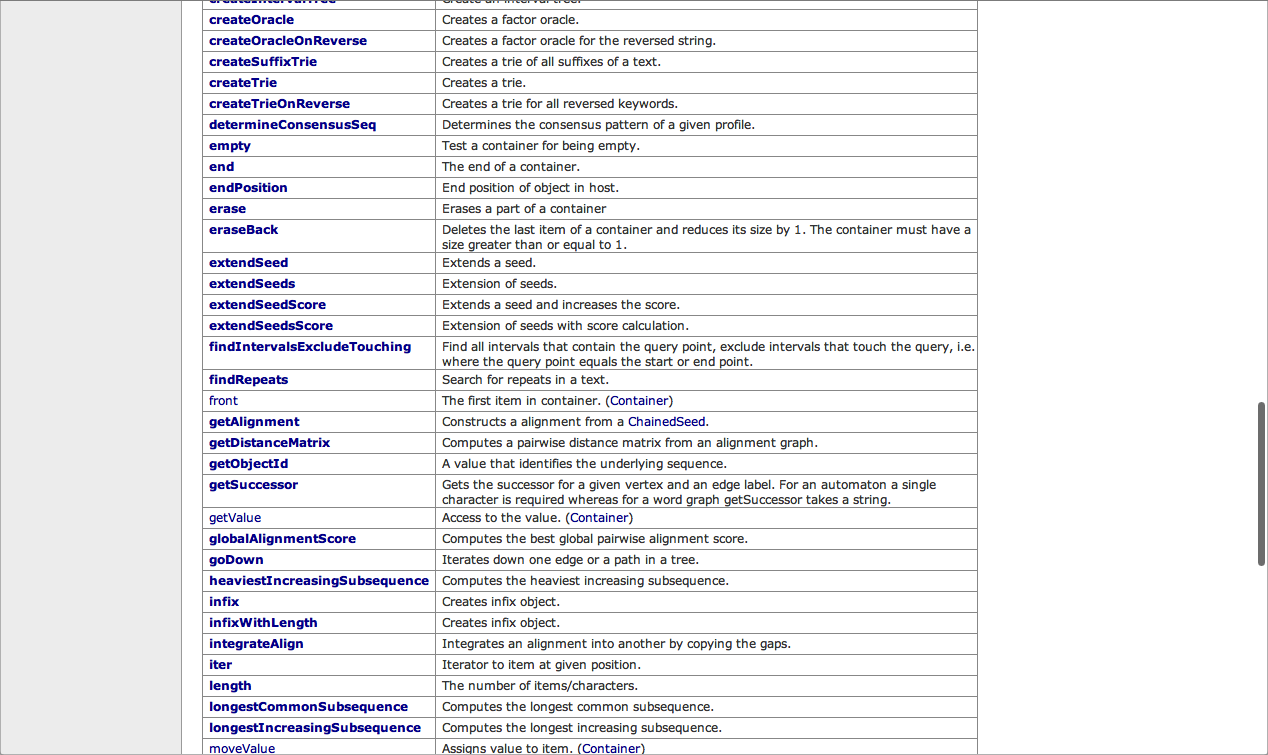 createIntervalTree Create an interval tree.
createOracle Creates a factor oracle.
createOracleOnReverse Creates a factor oracle for the reversed string.
createSuffixTrie Creates a trie of all suffixes of a text.
createTrie Creates a trie.
createTrieOnReverse Creates a trie for all reversed keywords.
determineConsensusSeq Determines the consensus pattern of a given profile.
empty Test a container for being empty.
end The end of a container.
endPosition End position of object in host.
erase Erases a part of a container
eraseBack Deletes the last item of a container and reduces its size by 1. The container must have a
size greater than or equal to 1.
extendSeed Extends a seed.
extendSeeds Extension of seeds.
extendSeedScore Extends a seed and increases the score.
extendSeedsScore Extension of seeds with score calculation.
findIntervalsExcludeTouching Find all intervals that contain the query point, exclude intervals that touch the query, i.e.
where the query point equals the start or end point.
findRepeats Search for repeats in a text.
front The first item in container. (Container)
getAlignment Constructs a alignment from a ChainedSeed.
getDistanceMatrix Computes a pairwise distance matrix from an alignment graph.
getObjectId A value that identifies the underlying sequence.
getSuccessor Gets the successor for a given vertex and an edge label. For an automaton a single
character is required whereas for a word graph getSuccessor takes a string.
getValue Access to the value. (Container)
globalAlignmentScore Computes the best global pairwise alignment score.
goDown Iterates down one edge or a path in a tree.
heaviestIncreasingSubsequence Computes the heaviest increasing subsequence.
infix Creates infix object.
infixWithLength Creates infix object.
integrateAlign Integrates an alignment into another by copying the gaps.
iter Iterator to item at given position.
length The number of items/characters.
longestCommonSubsequence Computes the longest common subsequence.
longestIncreasingSubsequence Computes the longest increasing subsequence.
moveValue Assigns value to item. (Container)